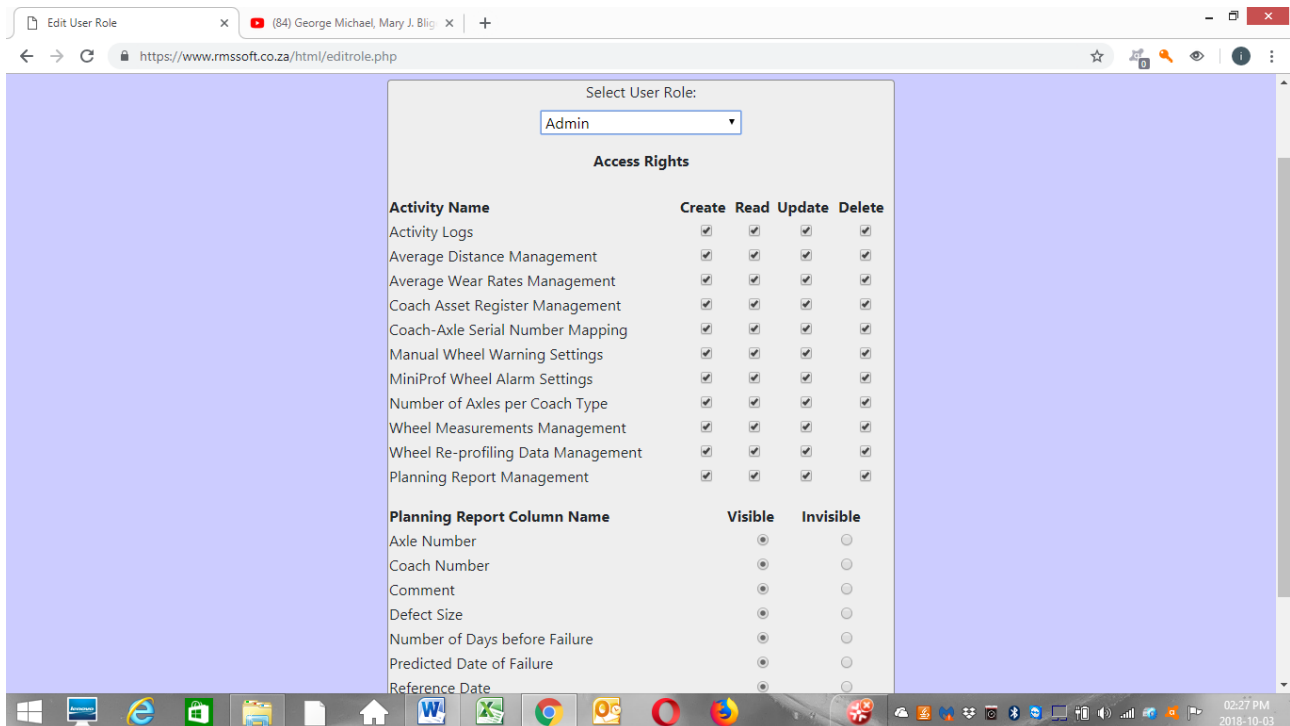 Edit User Role
(84) George Michael, Mary J. Blig
https://www.rmssoft.co.za/html/editrole.php
0
i
Select User Role:
Admin
Access Rights
Activity Name Create Read Update Delete
Activity Logs
Average Distance Management
Average Wear Rates Management
Coach Asset Register Management
Coach-Axle Serial Number Mapping
Manual Wheel Warning Settings
MiniProf Wheel Alarm Settings
Number of Axles per Coach Type
Wheel Measurements Management
Wheel Re-profiling Data Management
Planning Report Management
Planning Report Column Name Visible Invisible
Axle Number
Coach Number
Comment
Defect Size
Number of Days before Failure
Predicted Date of Failure
Reference Date
02:27 PM
2018-10-03